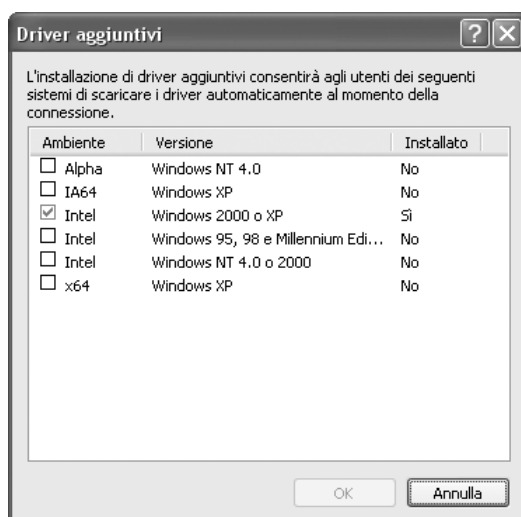 Driver aggiuntivi
L'installazione di driver aggiuntivi consentirà agli utenti dei seguenti
sistemi di scaricare i driver automaticamente al momento della
connessione.
Ambiente Versione Installato
Alpha Windows NT 4.0 No
IA64 Windows XP No
Intel Windows 2000 o XP Sì
Intel Windows 95, 98 e Millennium Edi... No
Intel Windows NT 4.0 o 2000 No
x64 Windows XP No
OK Annulla